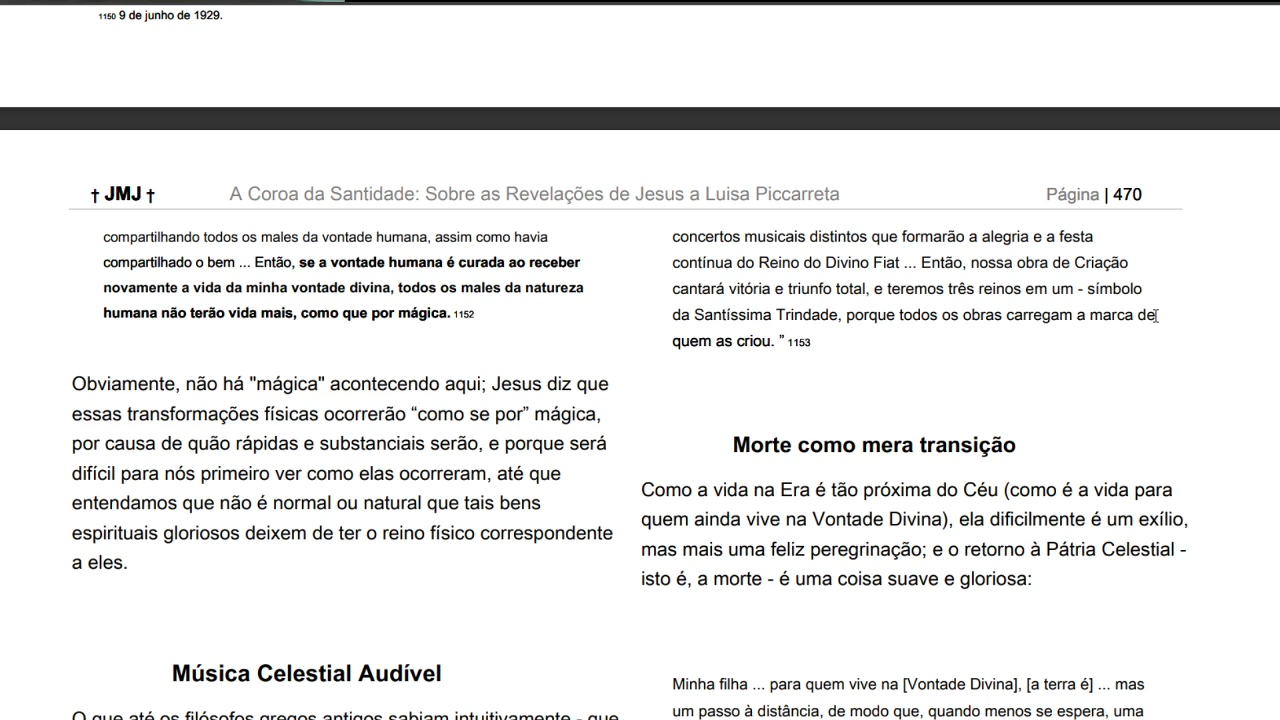 1150 9 de junho de 1929.
† JMJ † A Coroa da Santidade: Sobre as Revelações de Jesus a Luisa Piccarreta Página | 470
compartilhando todos os males da vontade humana, assim como havia
compartilhado o bem ... Então, se a vontade humana é curada ao receber
novamente a vida da minha vontade divina, todos os males da natureza
humana não terão vida mais, como que por mágica. 1152
Obviamente, não há "mágica" acontecendo aqui; Jesus diz que
essas transformações físicas ocorrerão “como se por” mágica,
por causa de quão rápidas e substanciais serão, e porque será
difícil para nós primeiro ver como elas ocorreram, até que
entendamos que não é normal ou natural que tais bens
espirituais gloriosos deixem de ter o reino físico correspondente
a eles.
Música Celestial Audível
O que até os filósofos gregos antigos sabiam intuitivamente - que
concertos musicais distintos que formarão a alegria e a festa
contínua do Reino do Divino Fiat ... Então, nossa obra de Criação
cantará vitória e triunfo total, e teremos três reinos em um - símbolo
da Santíssima Trindade, porque todos os obras carregam a marca de
quem as criou. ” 1153
Morte como mera transição
Como a vida na Era é tão próxima do Céu (como é a vida para
quem ainda vive na Vontade Divina), ela dificilmente é um exílio,
mas mais uma feliz peregrinação; e o retorno à Pátria Celestial -
isto é, a morte - é uma coisa suave e gloriosa:
Minha filha ... para quem vive na [Vontade Divina], [a terra é] ... mas
um passo à distância, de modo que, quando menos se espera, uma